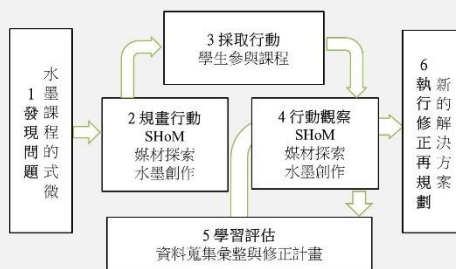 1發現問題
水墨課程的式微
2 規畫行動
SHoM
媒材探索
水墨創作
3 採取行動
學生參與課程
4 行動觀察
SHoM
媒材探索
水墨創作
5 學習評估
資料蒐集彙整與修正計畫
6執行修正再規劃
新的解決方案